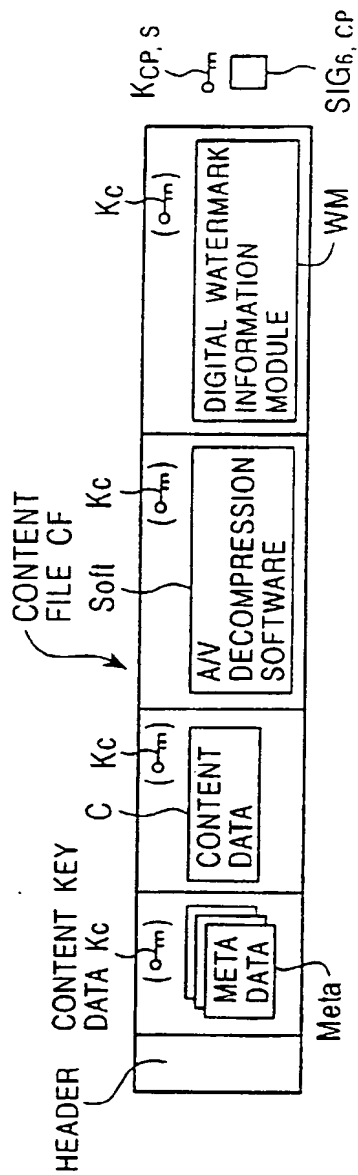 HEADER
CONTENT KEY
DATA Kc
META
DATA
Meta
C
Kc
CONTENT
DATA
CONTENT
FILE CF
Soft
Kc
A/V
DECOMPRESSION
SOFTWARE
Kc
DIGITAL WATERMARK
INFORMATION
MODULE
WM
KCP, S
SIG6, CP